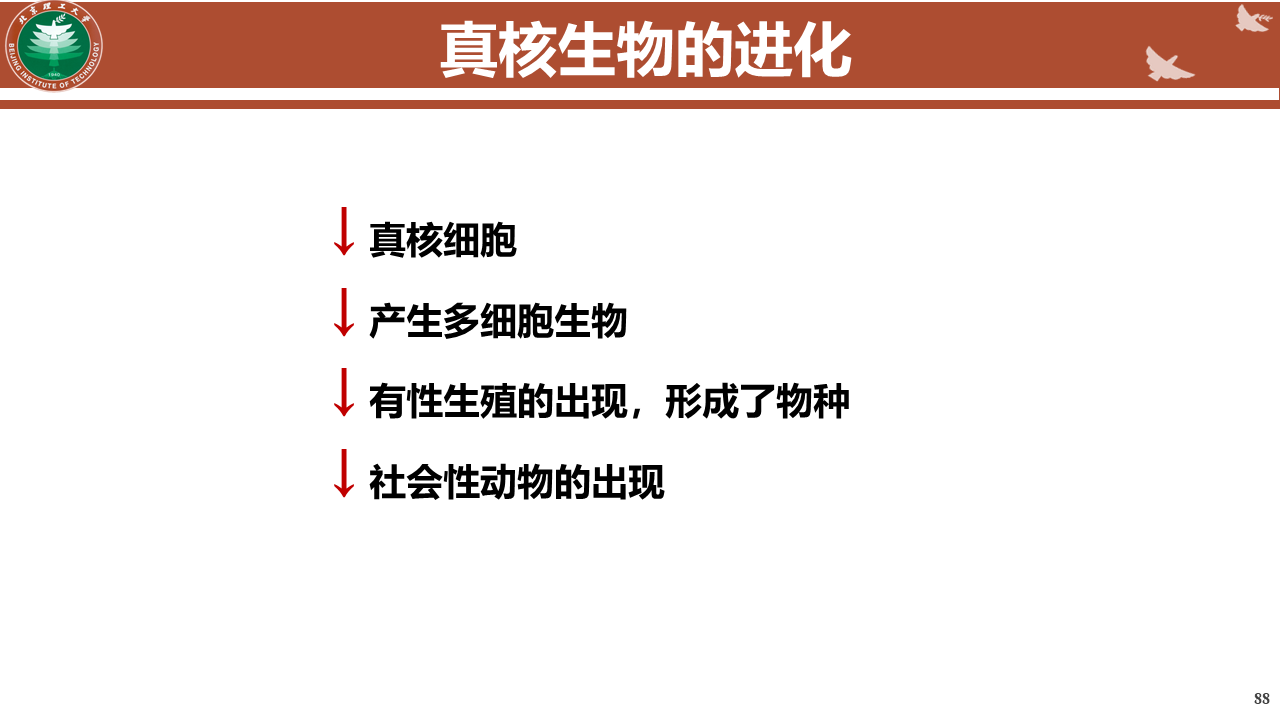 北京理工大学
BEIJING INSTITUTE OF TECHNOLOGY
1940
真核生物的进化
↓真核细胞
↓产生多细胞生物
↓有性生殖的出现，形成了物种
↓社会性动物的出现
88